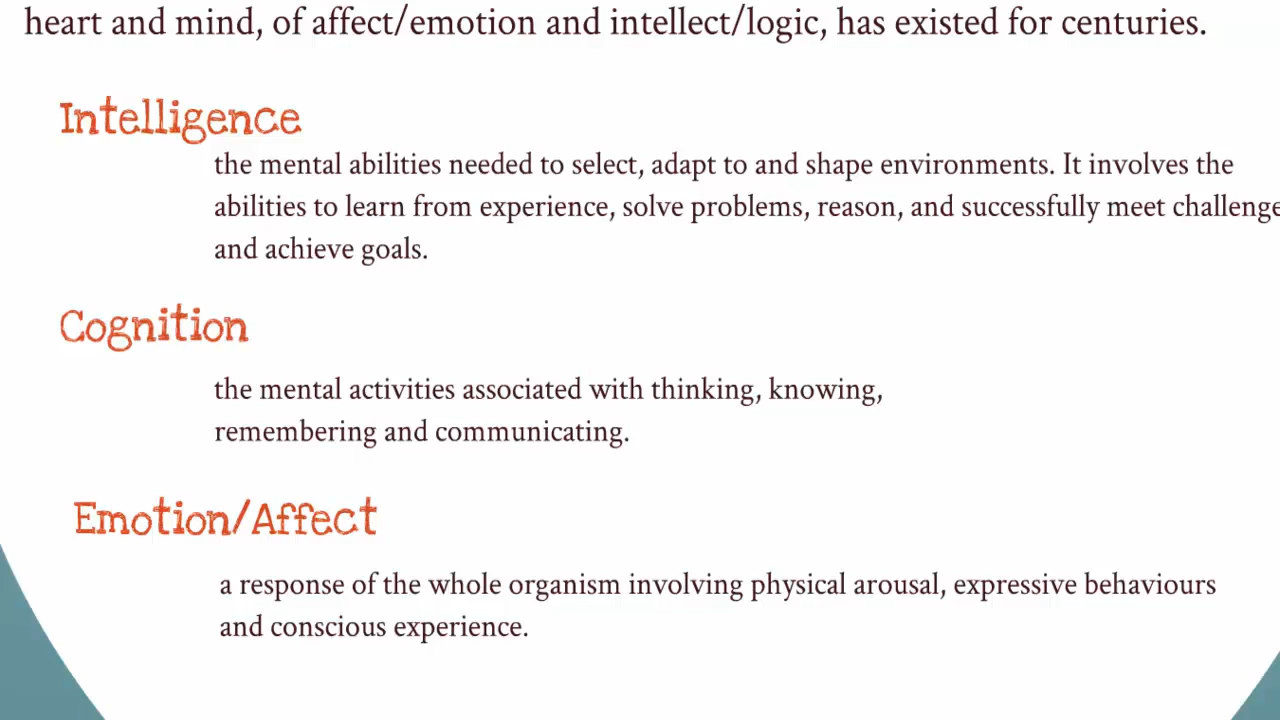 heart and mind, of affect/emotion and intellect/logic, has existed for centuries.
Intelligence
the mental abilities needed to select, adapt to and shape environments. It involves the
abilities to learn from experience, solve problems, reason, and successfully meet challenge
and achieve goals.
Cognition
the mental activities associated with thinking, knowing,
remembering and communicating.
Emotion/Affect
a response of the whole organism involving physical arousal, expressive behaviours
and conscious experience.